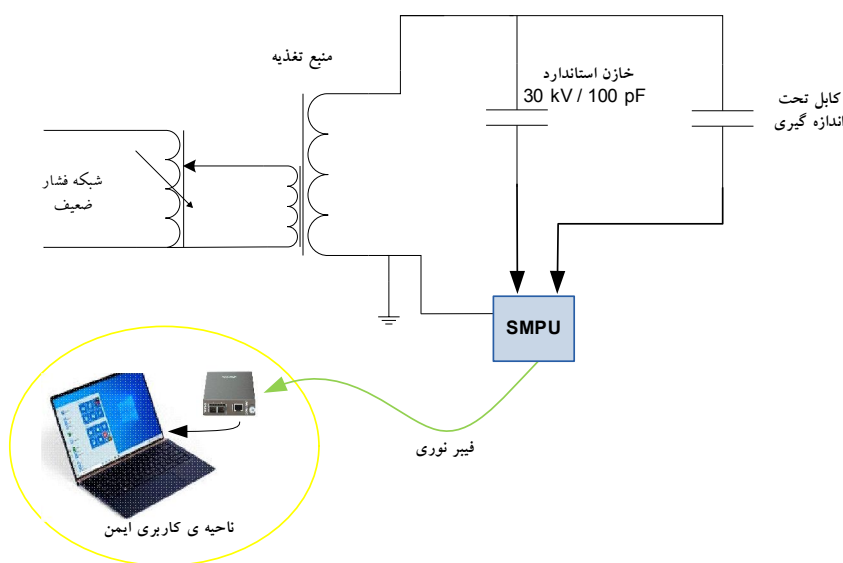 منبع تغذیه
خازن استاندارد
30 kV / 100 pF
کابل تحت
اندازه گیری
شبکه فشار
ضعیف
SMPU
فیبر نوری
ناحیه ی کاربری ایمن